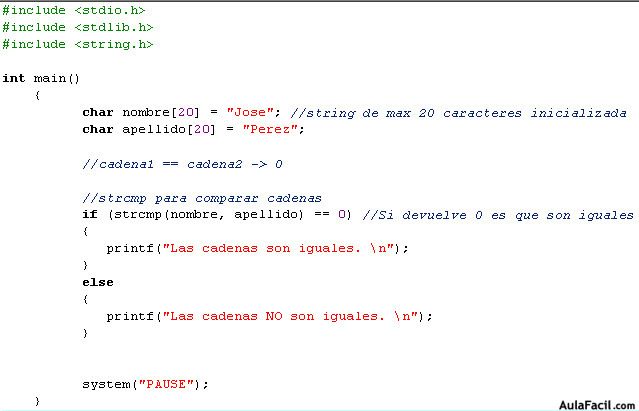 #include <stdio.h>
#include <stdlib.h>
#include <string.h>
int main()
{
char nombre[20] = "Jose"; //string de max 20 caracteres inicializada
char apellido[20] = "Perez";
//cadena1 == cadena2 -> 0
//strcmp para comparar cadenas
if (strcmp(nombre, apellido) == 0) //Si devuelve 0 es que son iguales
{
printf("Las cadenas son iguales. \n");
}
else
{
printf("Las cadenas NO son iguales. \n");
}
system("PAUSE");
}
AulaFacil.com